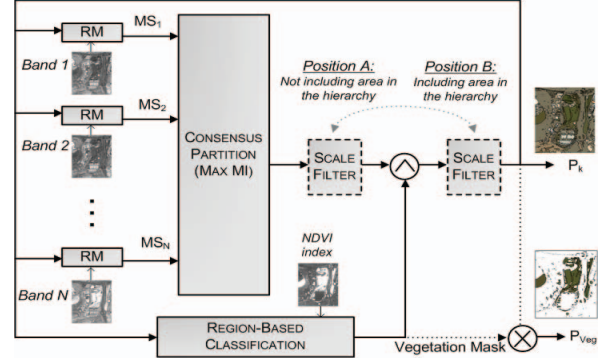 RM
MS1
Band 1
RM
MS2
Band 2
RM
MSN
Band N
CONSENSUS
PARTITION
(MAX MI)
Position A:
Not including area in
the hierarchy
Position B:
Including area in
the hierarchy
SCALE
FILTER
SCALE
FILTER
Pk
NDVI
index
REGION-BASED
CLASSIFICATION
Vegetation Mask
PVeg